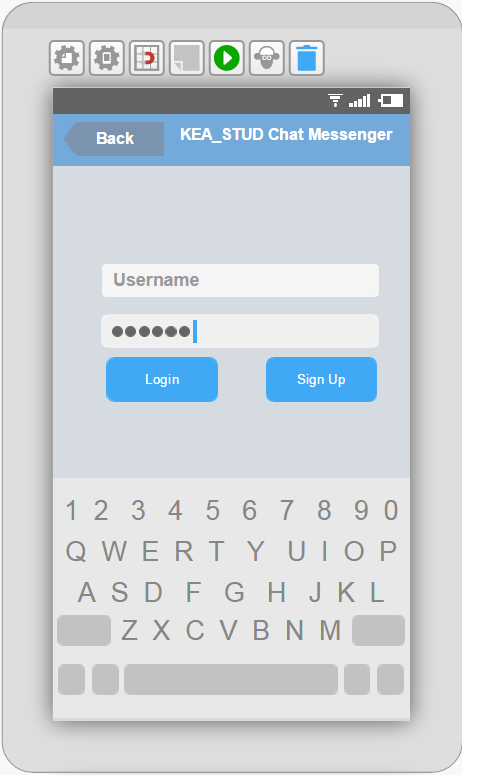 Back KEA_STUD Chat Messenger
Username
Login Sign Up
1 2 3 4 5 6 7 8 9 0
Q W E R T Y U I O P
A S D F G H J K L
Z X C V B N M